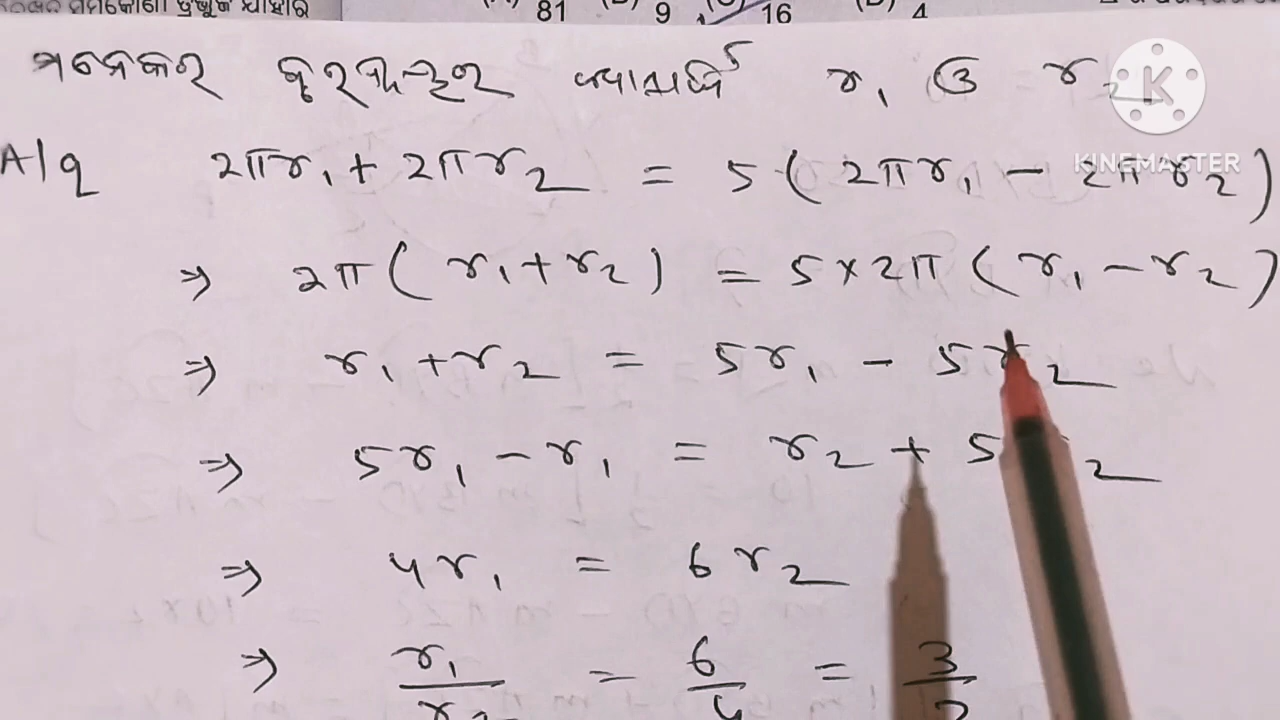 81 (B) 9 (C) 16 (D) 4
ମନେକର ବୃତ୍ତଦ୍ୱୟର ବ୍ୟାସାର୍ଦ୍ଧ r₁ ଓ r₂
KINEMASTER
A/q 2πr₁ + 2πr₂ = 5 (2πr₁ - 2πr₂)
⇒ 2π( r₁+r₂) = 5×2π (r₁ - r₂)
⇒ r₁ + r₂ = 5r₁ - 5r₂
⇒ 5r₁ - r₁ = r₂ + 5r₂
⇒ 4r₁ = 6r₂
⇒ r₁/r₂ = 6/4 = 3/2